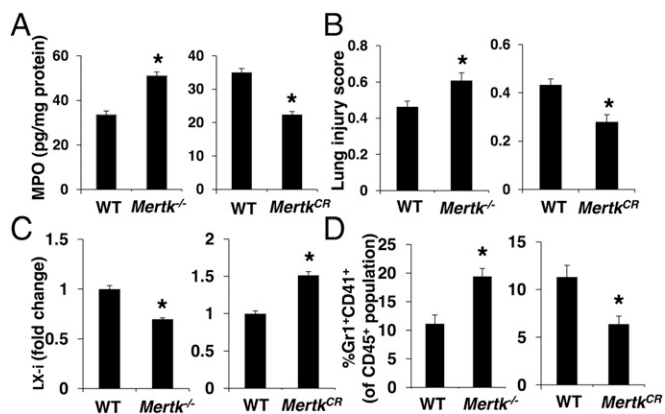 A
MPO (pg/mg protein)
60
40
20
0
*
WT Mertk-/-
40
30
20
10
0
*
WT MertkCR
B
Lung injury score
0.8
0.6
0.4
0.2
0
*
WT Mertk-/-
0.6
0.4
0.2
0
*
WT MertkCR
C
LX-i (fold change)
1.5
1
0.5
0
*
WT Mertk-/-
2
1.5
1
0.5
0
*
WT MertkCR
D
%Gr1+CD41+
(of CD45+ population)
25
20
15
10
5
0
*
WT Mertk-/-
15
10
5
0
*
WT MertkCR